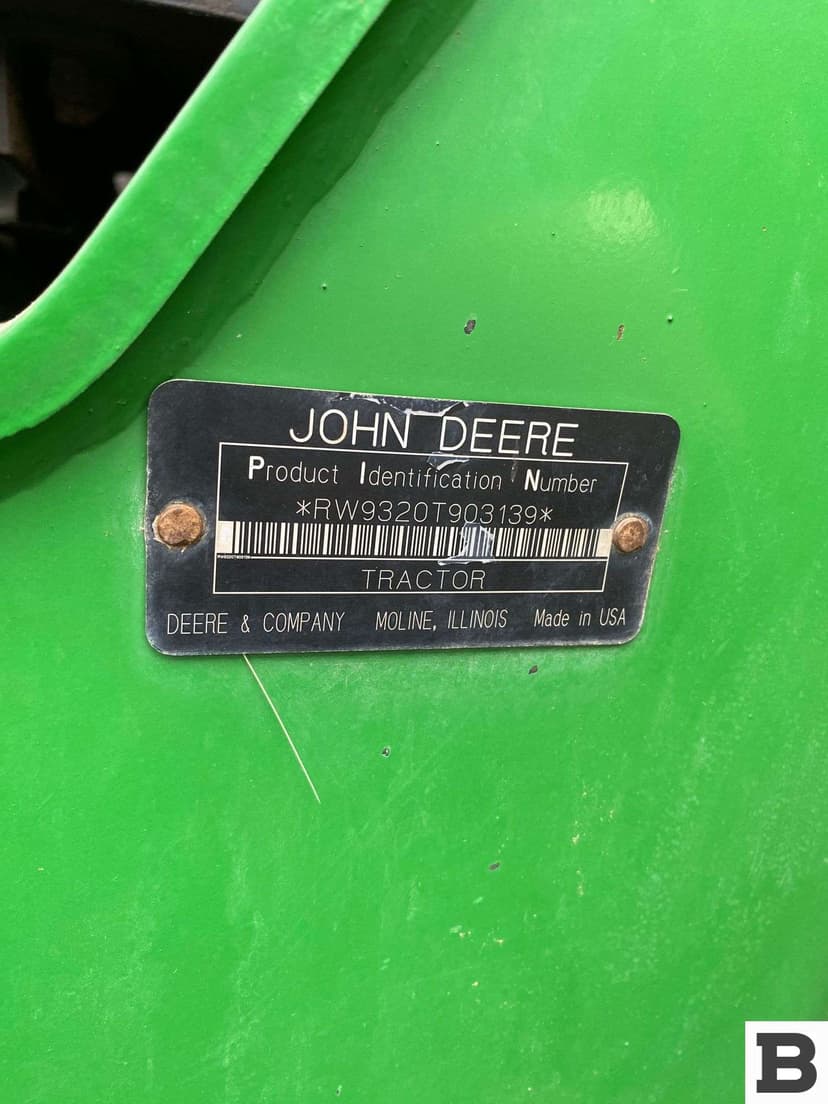 JOHN DEERE
Product Identification Number
*RW9320T903139*
TRACTOR
DEERE & COMPANY MOLINE, ILLINOIS Made in USA
B